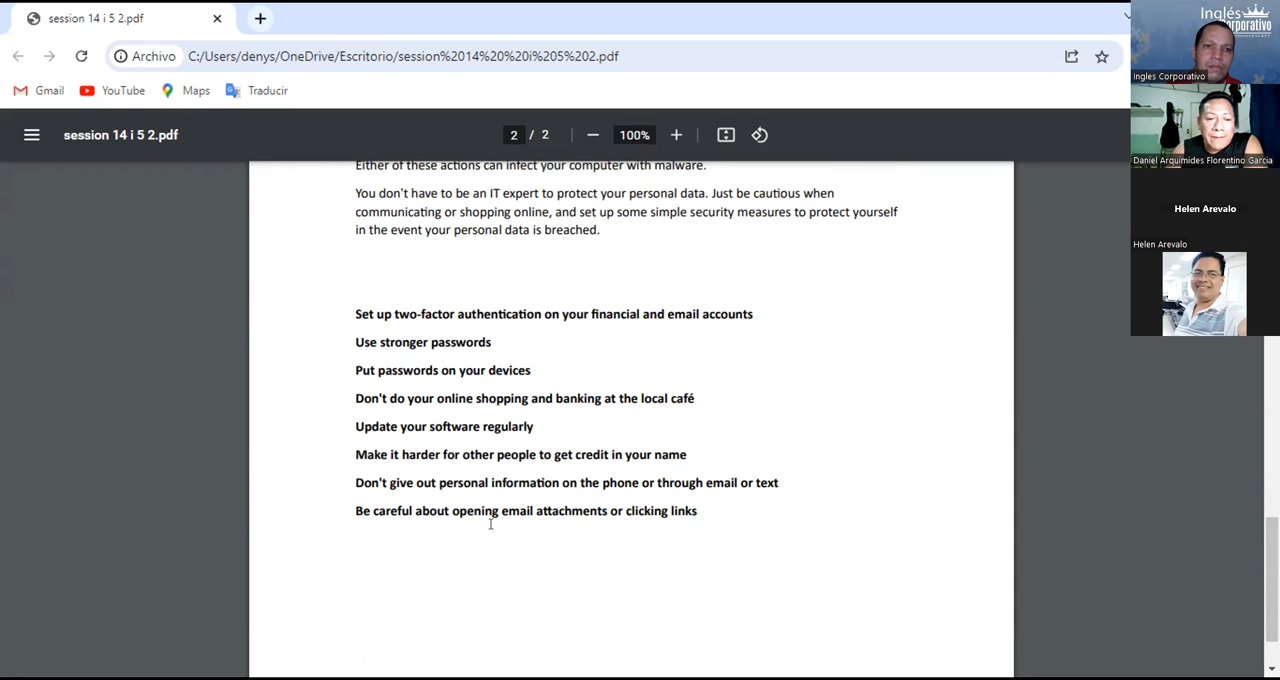 session 14 i 5 2.pdf
Archivo
C:/Users/denys/OneDrive/Escritorio/session%2014%20%20i%205%202.pdf
Gmail
YouTube
Maps
Traducir
session 14 i 5 2.pdf
2 / 2
100%
Either of these actions can infect your computer with malware.
You don't have to be an IT expert to protect your personal data. Just be cautious when
communicating or shopping online, and set up some simple security measures to protect yourself
in the event your personal data is breached.
Set up two-factor authentication on your financial and email accounts
Use stronger passwords
Put passwords on your devices
Don't do your online shopping and banking at the local café
Update your software regularly
Make it harder for other people to get credit in your name
Don't give out personal information on the phone or through email or text
Be careful about opening email attachments or clicking links
Inglés
Corporativo
Ingles Corporativo
Daniel Arquimides Florentino Garcia
Helen Arevalo
Helen Arevalo